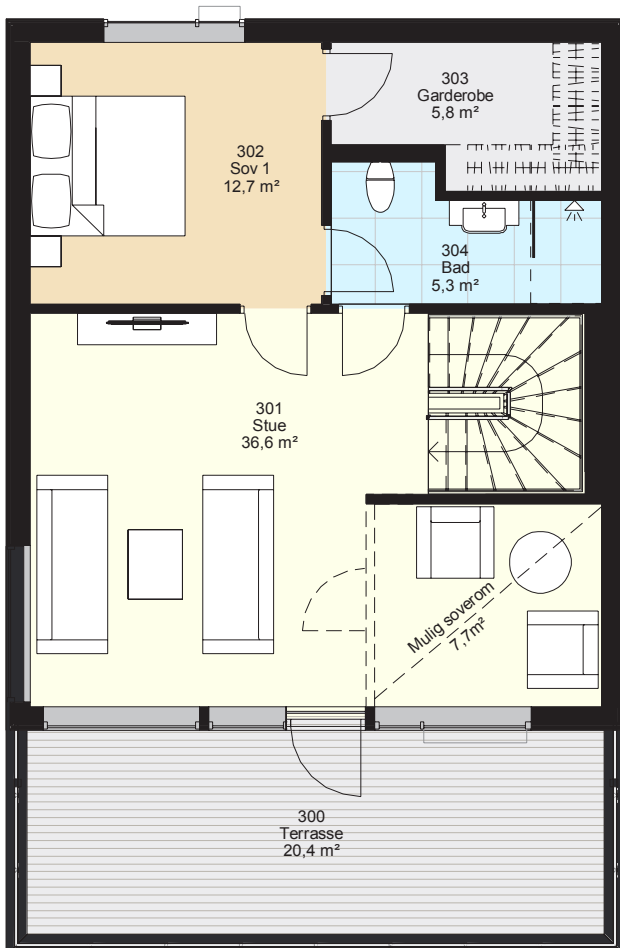 303
Garderobe
5,8 m²
302
Sov 1
12,7 m²
304
Bad
5,3 m²
301
Stue
36,6 m²
Mulig soverom
7,7m²
300
Terrasse
20,4 m²